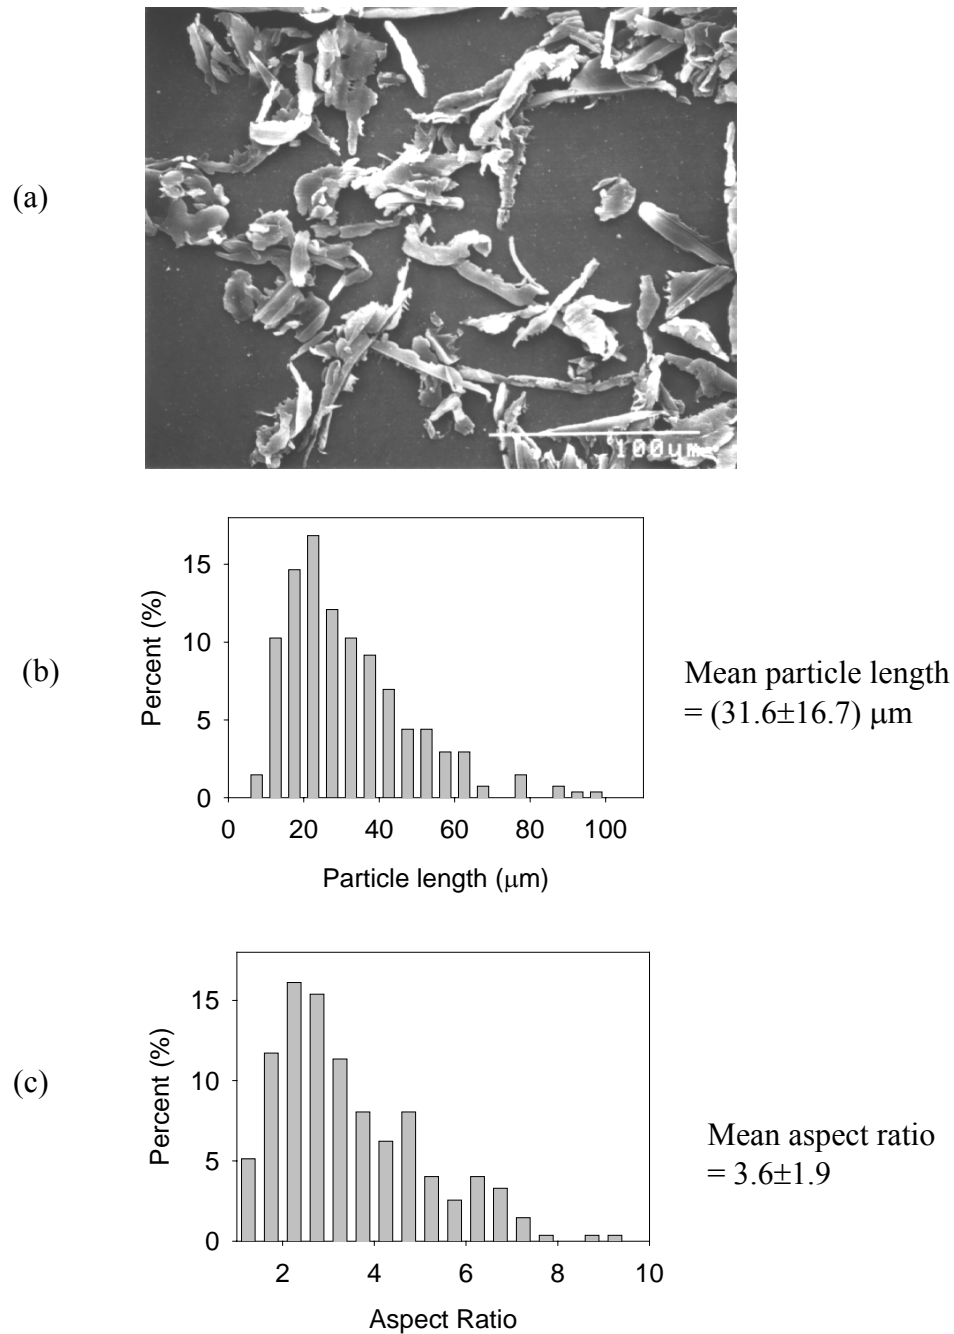 (a)
100µm
(b)
Percent (%)
15
10
5
0
0 20 40 60 80 100
Particle length (µm)
Mean particle length
= (31.6±16.7) µm
(c)
Percent (%)
15
10
5
0
2 4 6 8 10
Aspect Ratio
Mean aspect ratio
= 3.6±1.9